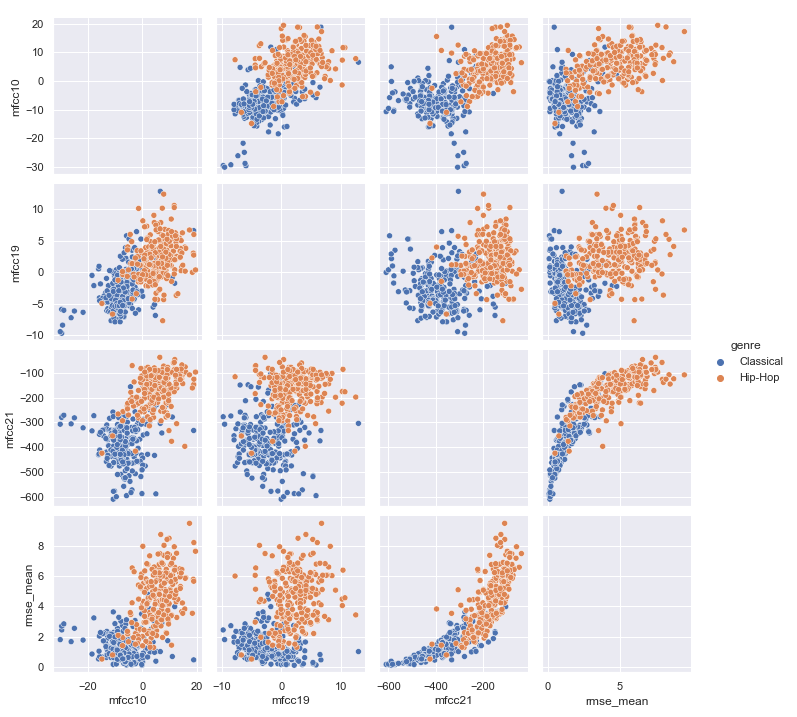 20
10
0
−10
−20
−30
mfcc10
10
5
0
−5
−10
mfcc19
genre
Classical
Hip-Hop
−100
−200
−300
−400
−500
−600
mfcc21
8
6
4
2
0
rmse_mean
−20 0 20
−10 0 10
−600 −400 −200
0 5
mfcc10 mfcc19 mfcc21 rmse_mean